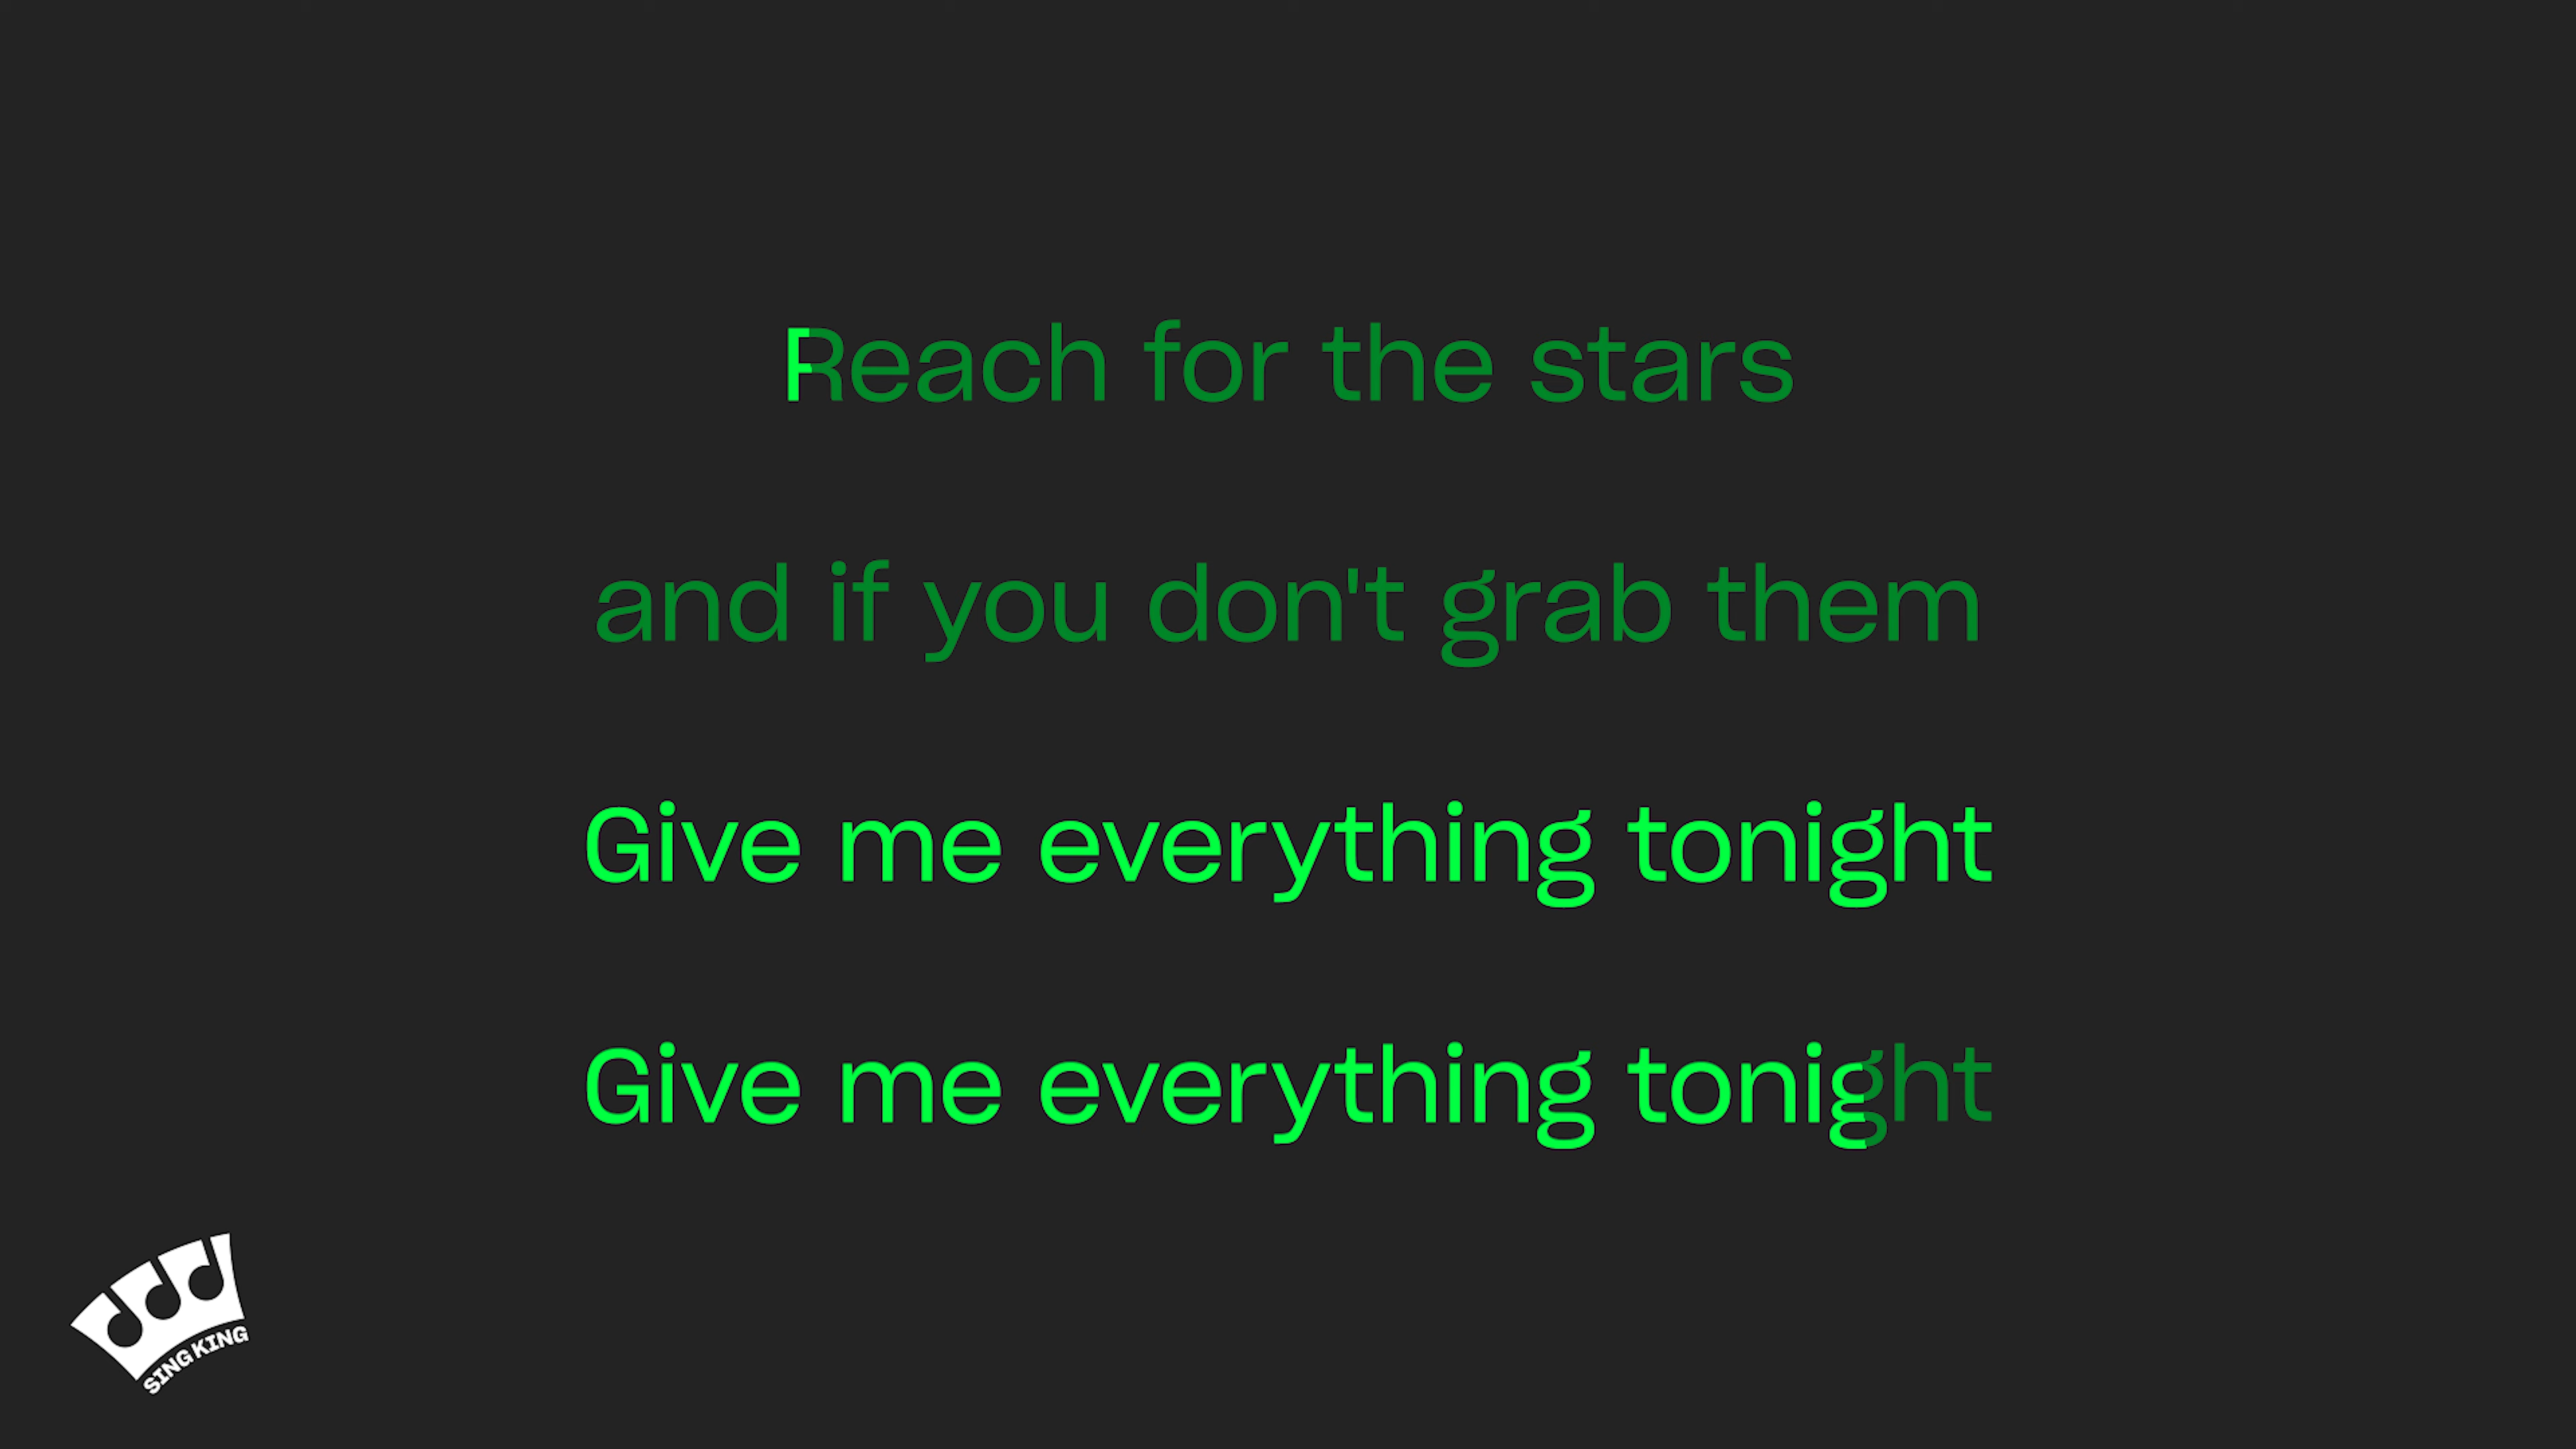 Reach for the stars
and if you don't grab them
Give me everything tonight
Give me everything tonight
SING KING